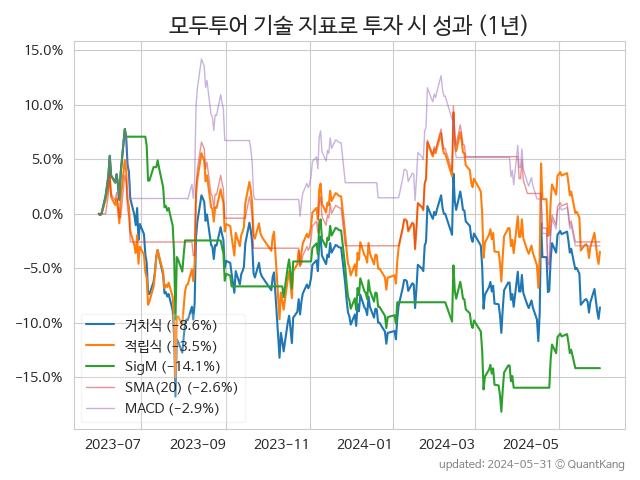 모두투어 기술 지표로 투자 시 성과 (1년)
15.0%
10.0%
5.0%
0.0%
−5.0%
−10.0%
−15.0%
거치식 (−8.6%)
적립식 (−3.5%)
SigM (−14.1%)
SMA(20) (−2.6%)
MACD (−2.9%)
2023−07 2023−09 2023−11 2024−01 2024−03 2024−05
updated: 2024−05−31 © QuantKang